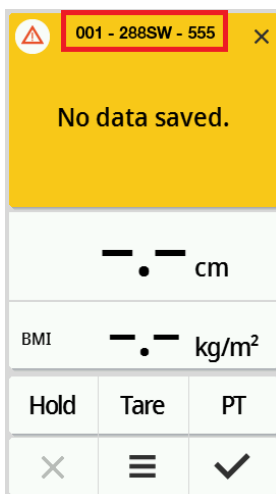 001 - 288SW - 555
No data saved.
-.- cm
BMI -.- kg/m²
Hold Tare PT